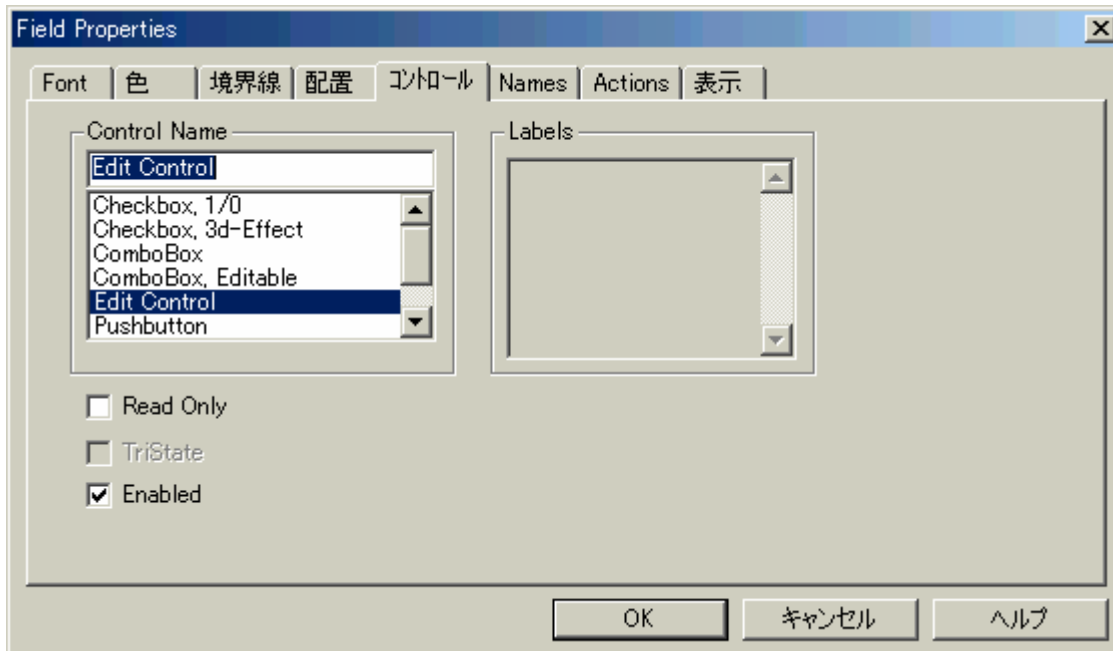 Field Properties
Font 色 境界線 配置 コントロール Names Actions 表示
Control Name
Labels
Edit Control
Checkbox, 1/0
Checkbox, 3d-Effect
ComboBox
ComboBox, Editable
Edit Control
Pushbutton
Read Only
TriState
Enabled
OK キャンセル ヘルプ